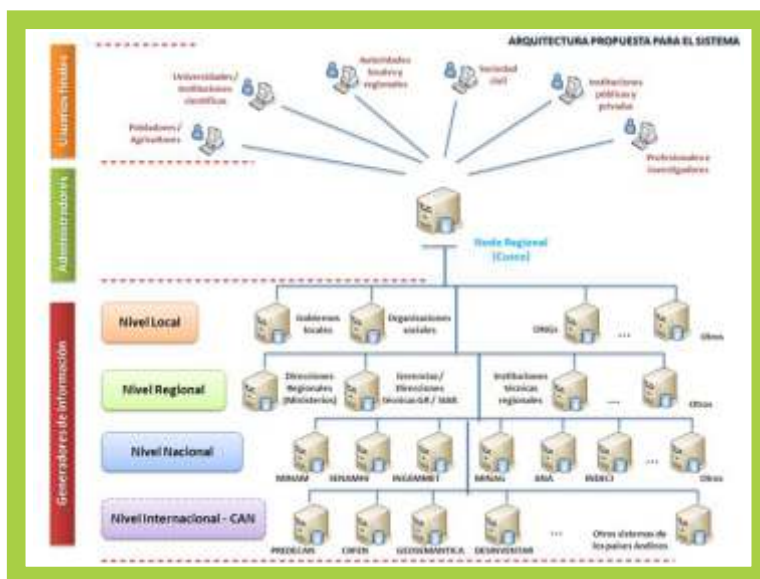 ARQUITECTURA PROPUESTA PARA EL SISTEMA
Usuarios finales
Universidades /
Instituciones
científicas
Autoridades
locales y
regionales
Sociedad
civil
Instituciones
públicas y
privadas
Pobladores /
Agricultores
Profesionales e
investigadores
Administradores
Node Regional
(Cusco)
Generadores de información
Nivel Local
Gobiernos
locales
Organizaciones
sociales
ONGs
...
Otros
Nivel Regional
Direcciones
Regionales
(Ministerios)
Gerencias /
Direcciones
técnicas GR /
Instituciones
técnicas
regionales
...
Otros
Nivel Nacional
MINAM
SENAMHI
INGEMMET
MINAG
ANA
INDECI
...
Otros
Nivel Internacional - CAN
PREDECAN
CIIFEN
GEOSEMANTICA
DESINVENTAR
...
Otros sistemas de
los países Andinos